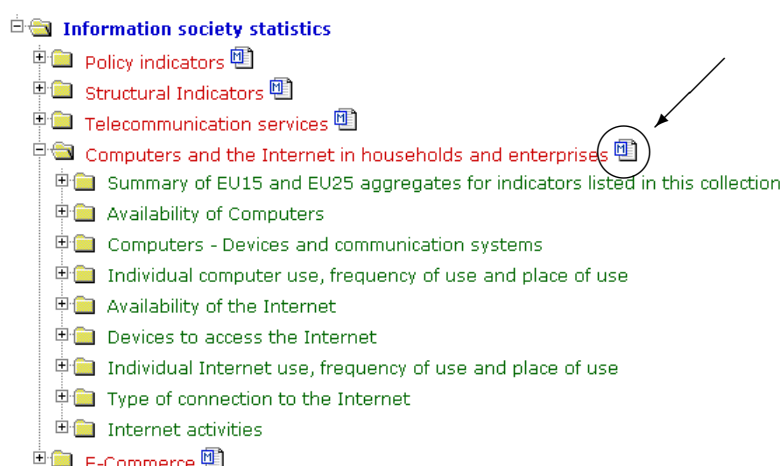 Information society statistics
Policy indicators M
Structural Indicators M
Telecommunication services M
Computers and the Internet in households and enterprises M
Summary of EU15 and EU25 aggregates for indicators listed in this collection
Availability of Computers
Computers - Devices and communication systems
Individual computer use, frequency of use and place of use
Availability of the Internet
Devices to access the Internet
Individual Internet use, frequency of use and place of use
Type of connection to the Internet
Internet activities
E-Commerce M